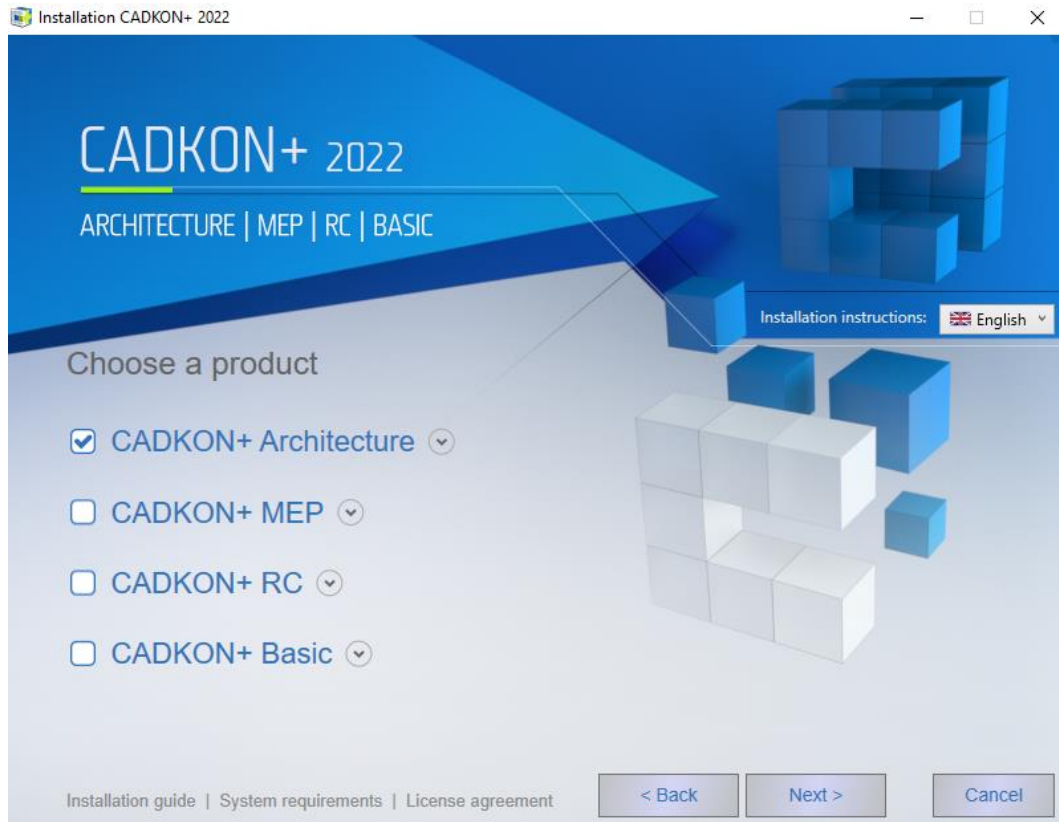 Installation CADKON+ 2022
CADKON+ 2022
ARCHITECTURE | MEP | RC | BASIC
Installation instructions: English
Choose a product
CADKON+ Architecture
CADKON+ MEP
CADKON+ RC
CADKON+ Basic
Installation guide | System requirements | License agreement
< Back
Next >
Cancel